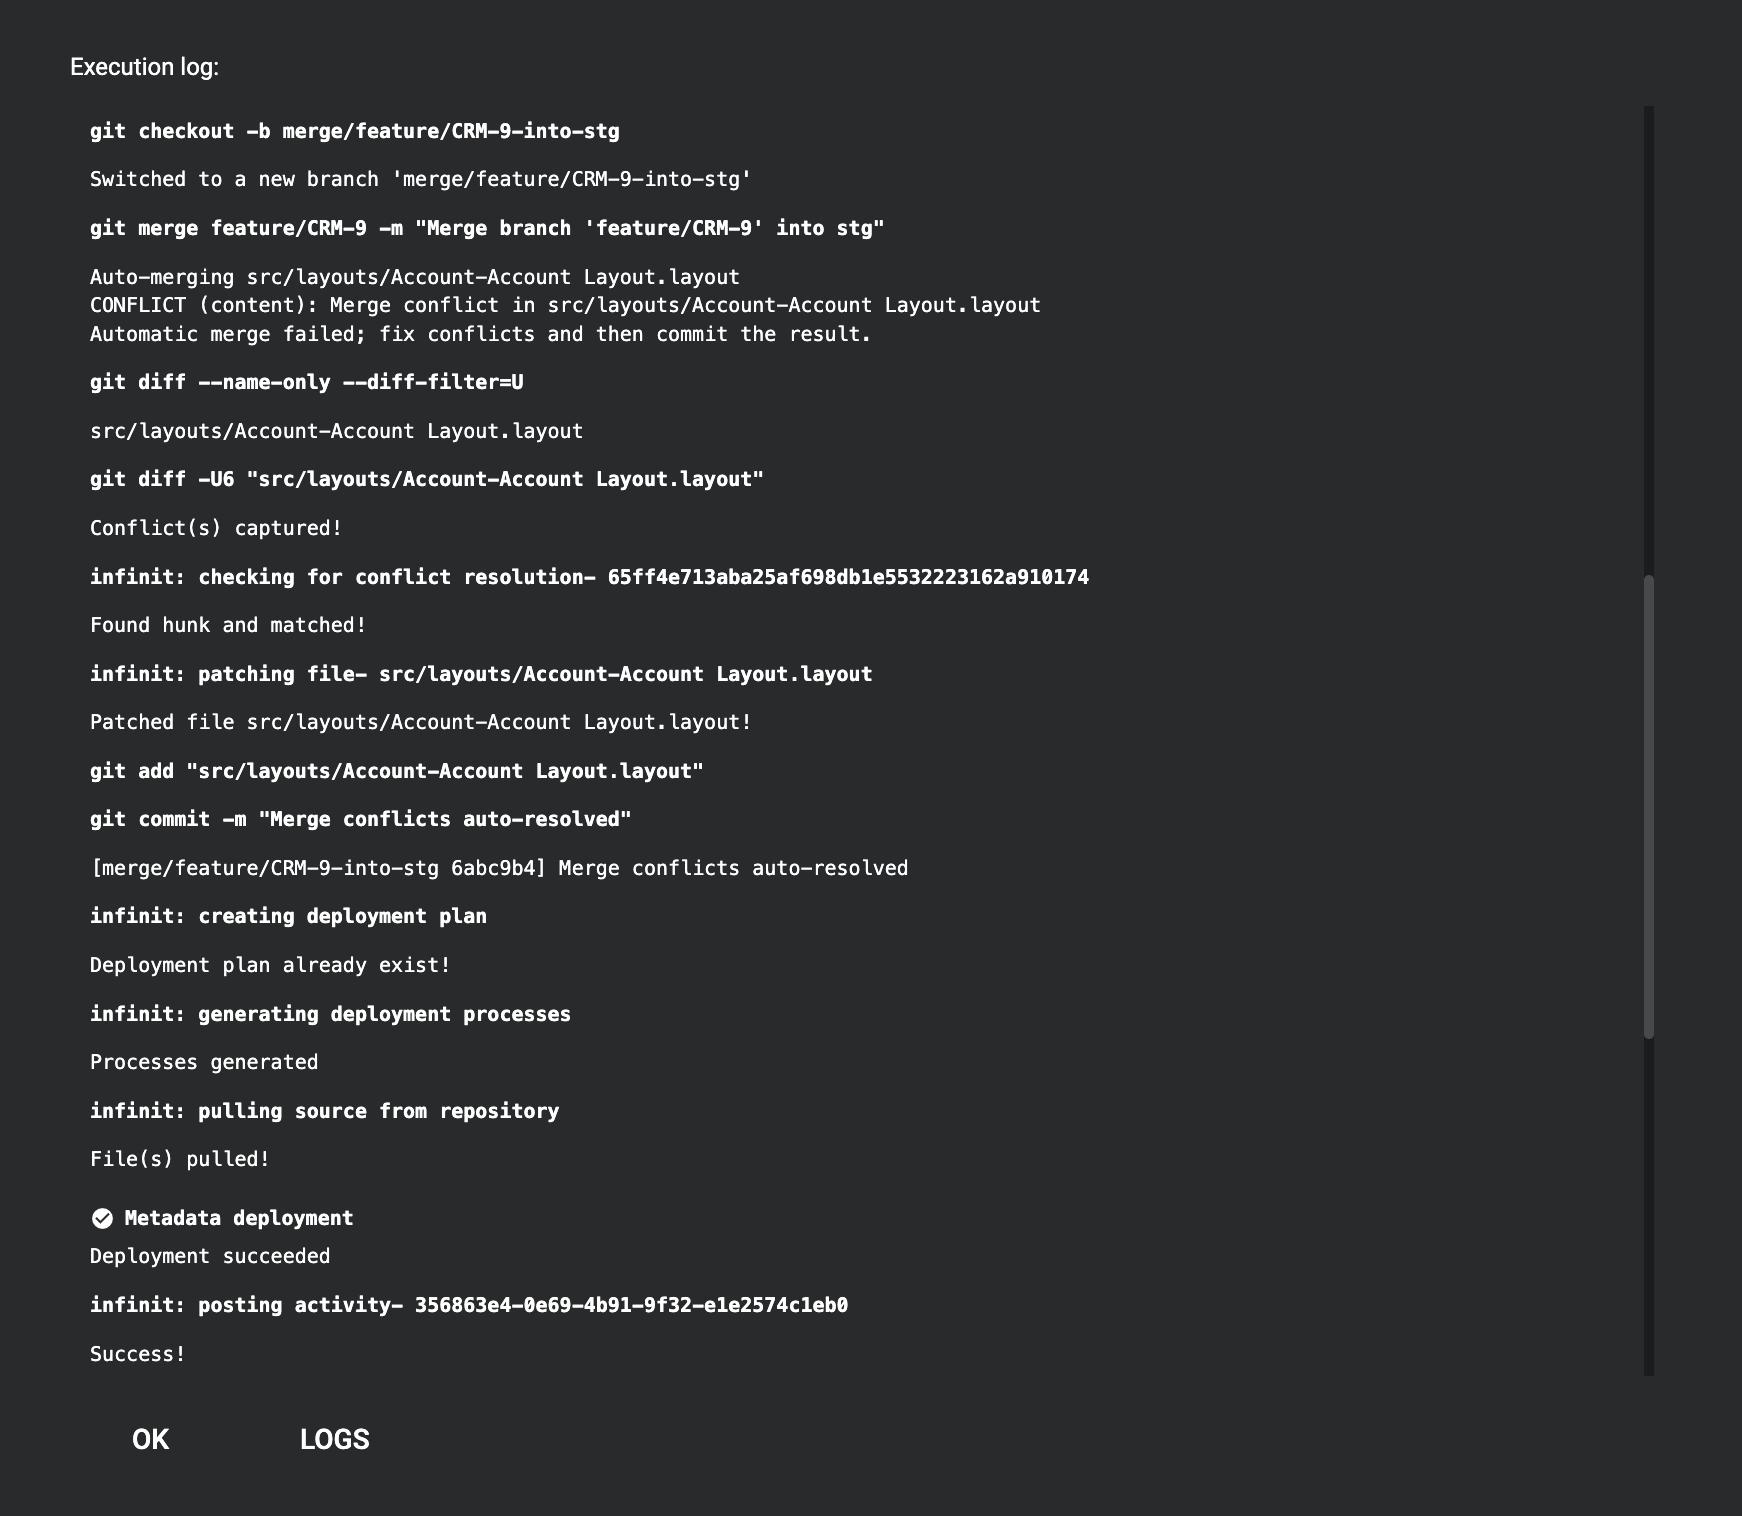 Execution log:
git checkout -b merge/feature/CRM-9-into-stg
Switched to a new branch 'merge/feature/CRM-9-into-stg'
git merge feature/CRM-9 -m "Merge branch 'feature/CRM-9' into stg"
Auto-merging src/layouts/Account-Account Layout.layout
CONFLICT (content): Merge conflict in src/layouts/Account-Account Layout.layout
Automatic merge failed; fix conflicts and then commit the result.
git diff --name-only --diff-filter=U
src/layouts/Account-Account Layout.layout
git diff -U6 "src/layouts/Account-Account Layout.layout"
Conflict(s) captured!
infinit: checking for conflict resolution- 65ff4e713aba25af698db1e5532223162a910174
Found hunk and matched!
infinit: patching file- src/layouts/Account-Account Layout.layout
Patched file src/layouts/Account-Account Layout.layout!
git add "src/layouts/Account-Account Layout.layout"
git commit -m "Merge conflicts auto-resolved"
[merge/feature/CRM-9-into-stg 6abc9b4] Merge conflicts auto-resolved
infinit: creating deployment plan
Deployment plan already exist!
infinit: generating deployment processes
Processes generated
infinit: pulling source from repository
File(s) pulled!
Metadata deployment
Deployment succeeded
infinit: posting activity- 356863e4-0e69-4b91-9f32-e1e2574c1eb0
Success!
OK LOGS